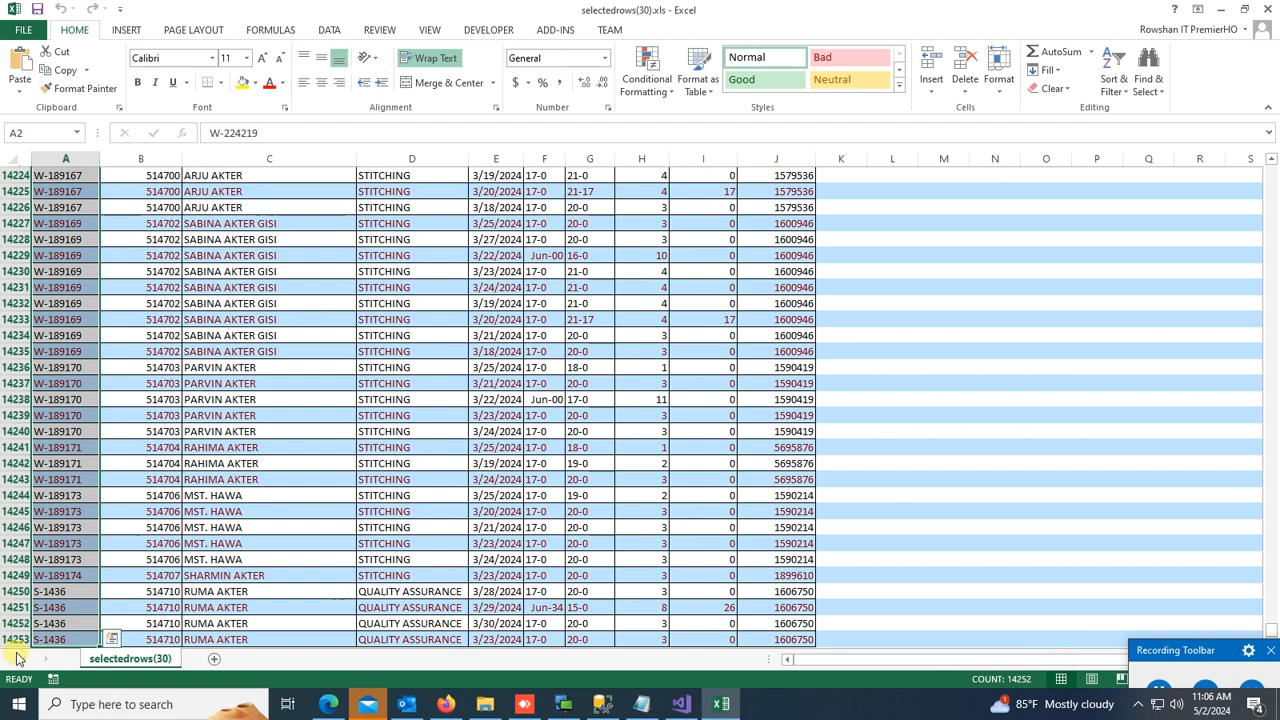 selectedrows(30).xls - Excel
FILE HOME INSERT PAGE LAYOUT FORMULAS DATA REVIEW VIEW DEVELOPER ADD-INS TEAM Rowshan IT PremierHO
Paste Cut Copy Format Painter Clipboard
Calibri 11 B I U A Font
Wrap Text Merge & Center Alignment
General $ % , Number
Conditional Formatting Format as Table Normal Bad Good Neutral Styles
Insert Delete Format Cells
AutoSum Fill Clear Sort & Filter Find & Select Editing
A2 fx W-224219
A B C D E F G H I J K L M N O P Q R S
14224 W-189167 514700 ARJU AKTER STITCHING 3/19/2024 17-0 21-0 4 0 1579536
14225 W-189167 514700 ARJU AKTER STITCHING 3/20/2024 17-0 21-17 4 17 1579536
14226 W-189167 514700 ARJU AKTER STITCHING 3/18/2024 17-0 20-0 3 0 1579536
14227 W-189169 514702 SABINA AKTER GISI STITCHING 3/25/2024 17-0 20-0 3 0 1600946
14228 W-189169 514702 SABINA AKTER GISI STITCHING 3/27/2024 17-0 20-0 3 0 1600946
14229 W-189169 514702 SABINA AKTER GISI STITCHING 3/22/2024 Jun-00 16-0 10 0 1600946
14230 W-189169 514702 SABINA AKTER GISI STITCHING 3/23/2024 17-0 21-0 4 0 1600946
14231 W-189169 514702 SABINA AKTER GISI STITCHING 3/24/2024 17-0 21-0 4 0 1600946
14232 W-189169 514702 SABINA AKTER GISI STITCHING 3/19/2024 17-0 21-0 4 0 1600946
14233 W-189169 514702 SABINA AKTER GISI STITCHING 3/20/2024 17-0 21-17 4 17 1600946
14234 W-189169 514702 SABINA AKTER GISI STITCHING 3/21/2024 17-0 20-0 3 0 1600946
14235 W-189169 514702 SABINA AKTER GISI STITCHING 3/18/2024 17-0 20-0 3 0 1600946
14236 W-189170 514703 PARVIN AKTER STITCHING 3/25/2024 17-0 18-0 1 0 1590419
14237 W-189170 514703 PARVIN AKTER STITCHING 3/21/2024 17-0 20-0 3 0 1590419
14238 W-189170 514703 PARVIN AKTER STITCHING 3/22/2024 Jun-00 17-0 11 0 1590419
14239 W-189170 514703 PARVIN AKTER STITCHING 3/23/2024 17-0 20-0 3 0 1590419
14240 W-189170 514703 PARVIN AKTER STITCHING 3/24/2024 17-0 20-0 3 0 1590419
14241 W-189171 514704 RAHIMA AKTER STITCHING 3/25/2024 17-0 18-0 1 0 5695876
14242 W-189171 514704 RAHIMA AKTER STITCHING 3/19/2024 17-0 19-0 2 0 5695876
14243 W-189171 514704 RAHIMA AKTER STITCHING 3/24/2024 17-0 20-0 3 0 5695876
14244 W-189173 514706 MST. HAWA STITCHING 3/25/2024 17-0 19-0 2 0 1590214
14245 W-189173 514706 MST. HAWA STITCHING 3/20/2024 17-0 20-0 3 0 1590214
14246 W-189173 514706 MST. HAWA STITCHING 3/21/2024 17-0 20-0 3 0 1590214
14247 W-189173 514706 MST. HAWA STITCHING 3/23/2024 17-0 20-0 3 0 1590214
14248 W-189173 514706 MST. HAWA STITCHING 3/24/2024 17-0 20-0 3 0 1590214
14249 W-189174 514707 SHARMIN AKTER STITCHING 3/23/2024 17-0 20-0 3 0 1899610
14250 S-1436 514710 RUMA AKTER QUALITY ASSURANCE 3/28/2024 17-0 20-0 3 0 1606750
14251 S-1436 514710 RUMA AKTER QUALITY ASSURANCE 3/29/2024 Jun-34 15-0 8 26 1606750
14252 S-1436 514710 RUMA AKTER QUALITY ASSURANCE 3/30/2024 17-0 20-0 3 0 1606750
14253 S-1436 514710 RUMA AKTER QUALITY ASSURANCE 3/23/2024 17-0 20-0 3 0 1606750
selectedrows(30)
Recording Toolbar
READY COUNT: 14252
Type here to search 85°F Mostly cloudy 11:06 AM 5/2/2024 4